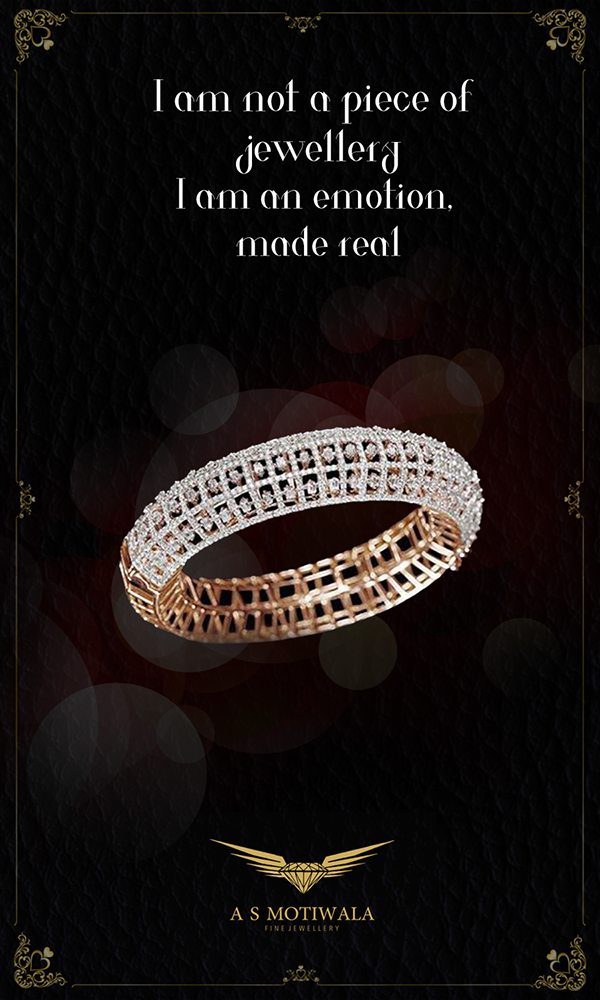 I am not a piece of
jewellery
I am an emotion,
made real
A S MOTIWALA
FINE JEWELLERY